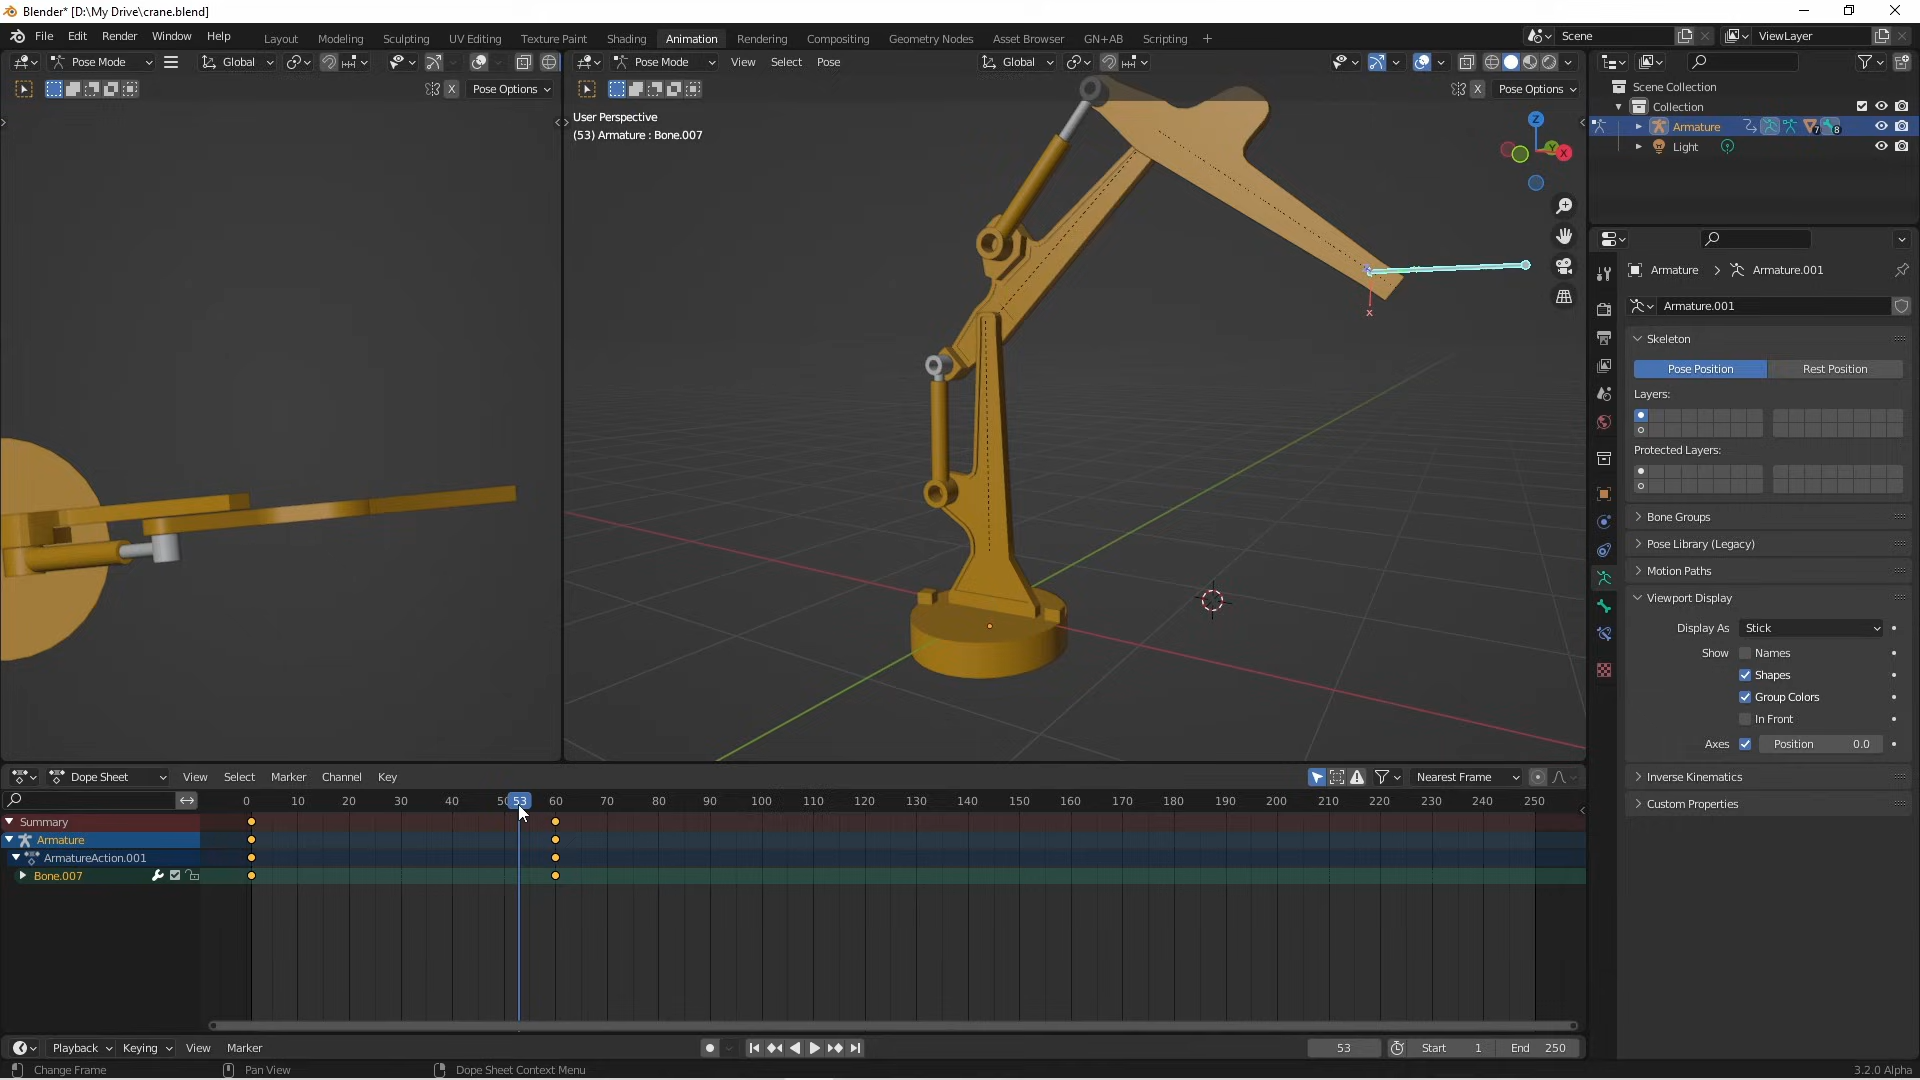 Blender* [D:\My Drive\crane.blend]
File Edit Render Window Help Layout Modeling Sculpting UV Editing Texture Paint Shading Animation Rendering Compositing Geometry Nodes Asset Browser GN+AB Scripting + Scene ViewLayer
Pose Mode Global Pose Mode View Select Pose Global
X Pose Options X Pose Options
Scene Collection
Collection
Armature 7 8
Light
User Perspective
(53) Armature : Bone.007
Z
Y
X
x
Armature > Armature.001
Armature.001
Skeleton
Pose Position Rest Position
Layers:
Protected Layers:
Bone Groups
Pose Library (Legacy)
Motion Paths
Viewport Display
Display As Stick
Show Names
Shapes
Group Colors
In Front
Axes Position 0.0
Inverse Kinematics
Custom Properties
Dope Sheet View Select Marker Channel Key Nearest Frame
0 10 20 30 40 50 53 60 70 80 90 100 110 120 130 140 150 160 170 180 190 200 210 220 230 240 250
Summary
Armature
ArmatureAction.001
Bone.007
Playback Keying View Marker 53 Start 1 End 250
Change Frame Pan View Dope Sheet Context Menu 3.2.0 Alpha